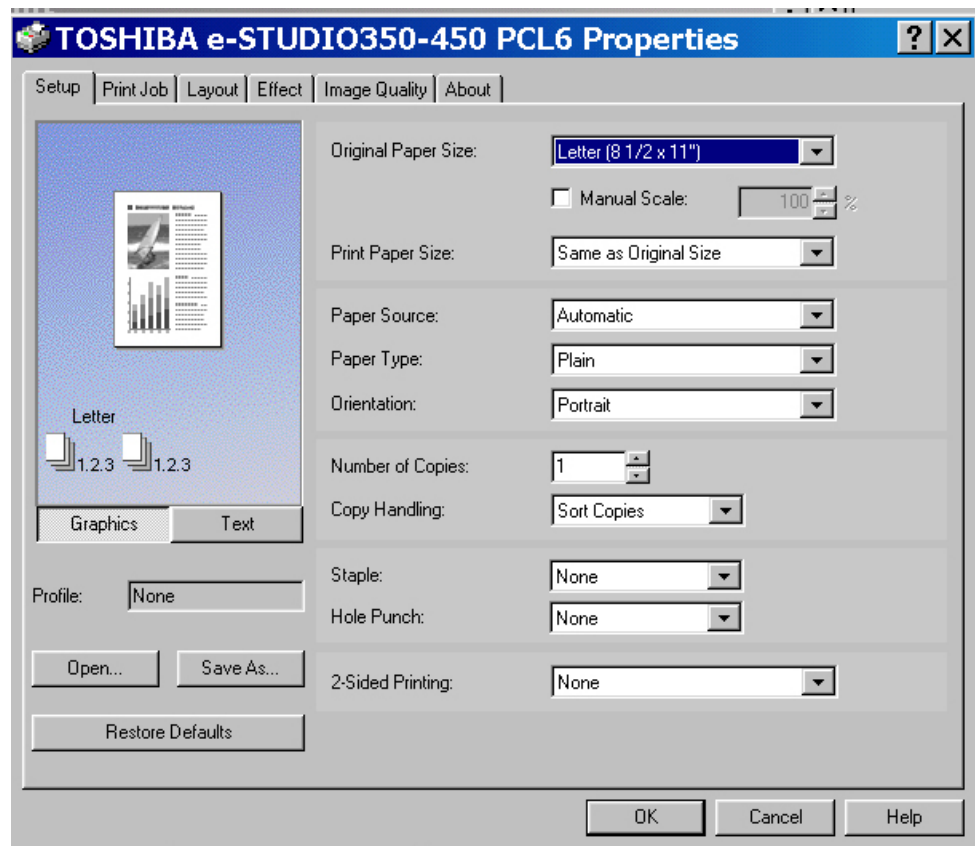 TOSHIBA e-STUDIO350-450 PCL6 Properties
Setup Print Job Layout Effect Image Quality About
Original Paper Size: Letter (8 1/2 x 11")
Manual Scale: 100 %
Print Paper Size: Same as Original Size
Paper Source: Automatic
Paper Type: Plain
Orientation: Portrait
Letter
1.2.3 1.2.3
Number of Copies: 1
Copy Handling: Sort Copies
Graphics Text
Staple: None
Profile: None
Hole Punch: None
Open... Save As...
2-Sided Printing: None
Restore Defaults
OK Cancel Help